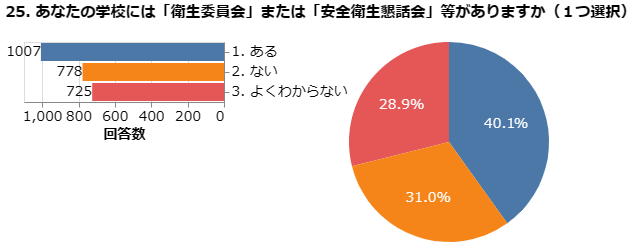 25. あなたの学校には「衛生委員会」または「安全衛生懇話会」等がありますか（１つ選択）
1007 1. ある
778 2. ない
725 3. よくわからない
1,000 800 600 400 200 0
回答数
28.9%
40.1%
31.0%